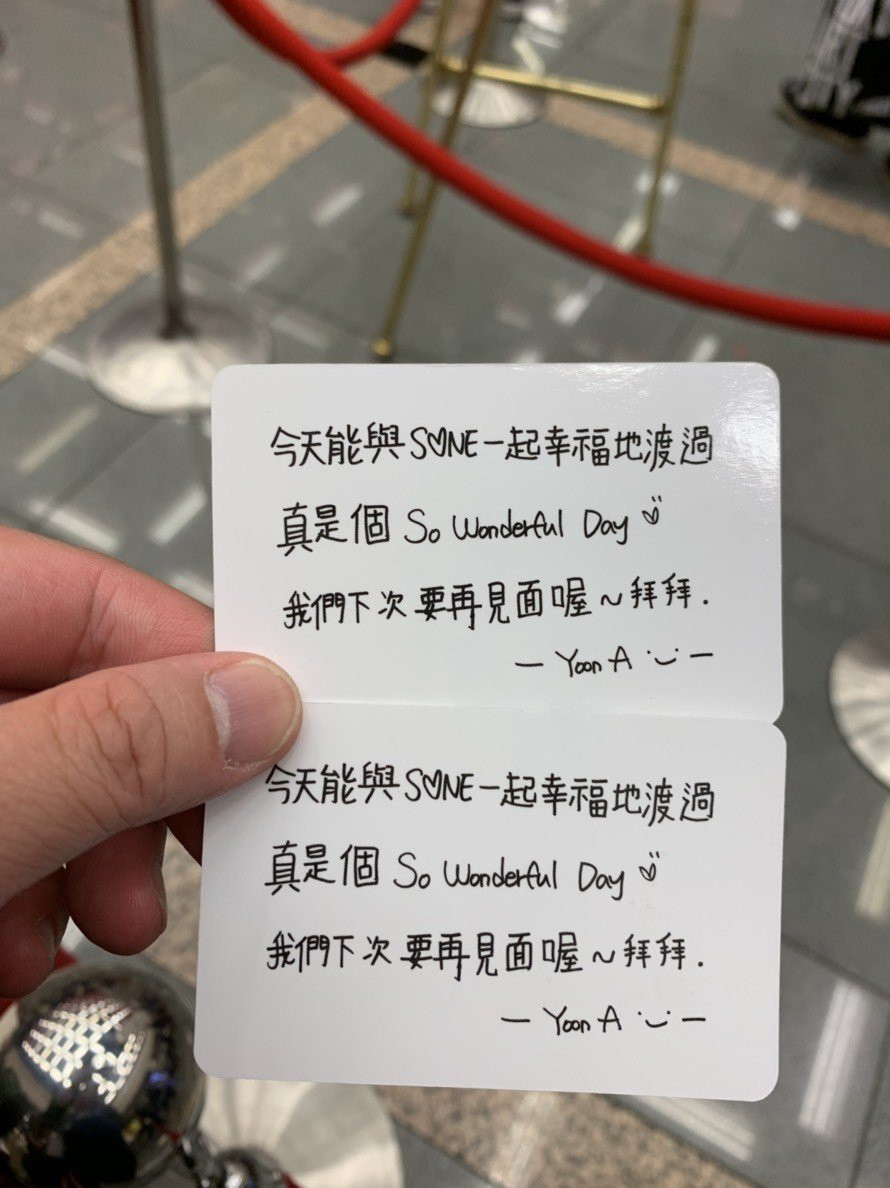 今天能與S♡NE一起幸福地渡過
真是個 So Wonderful Day
我們下次要再見面喔~拜拜.
— Yoon A —
今天能與S♡NE一起幸福地渡過
真是個 So Wonderful Day
我們下次要再見面喔~拜拜.
— Yoon A —